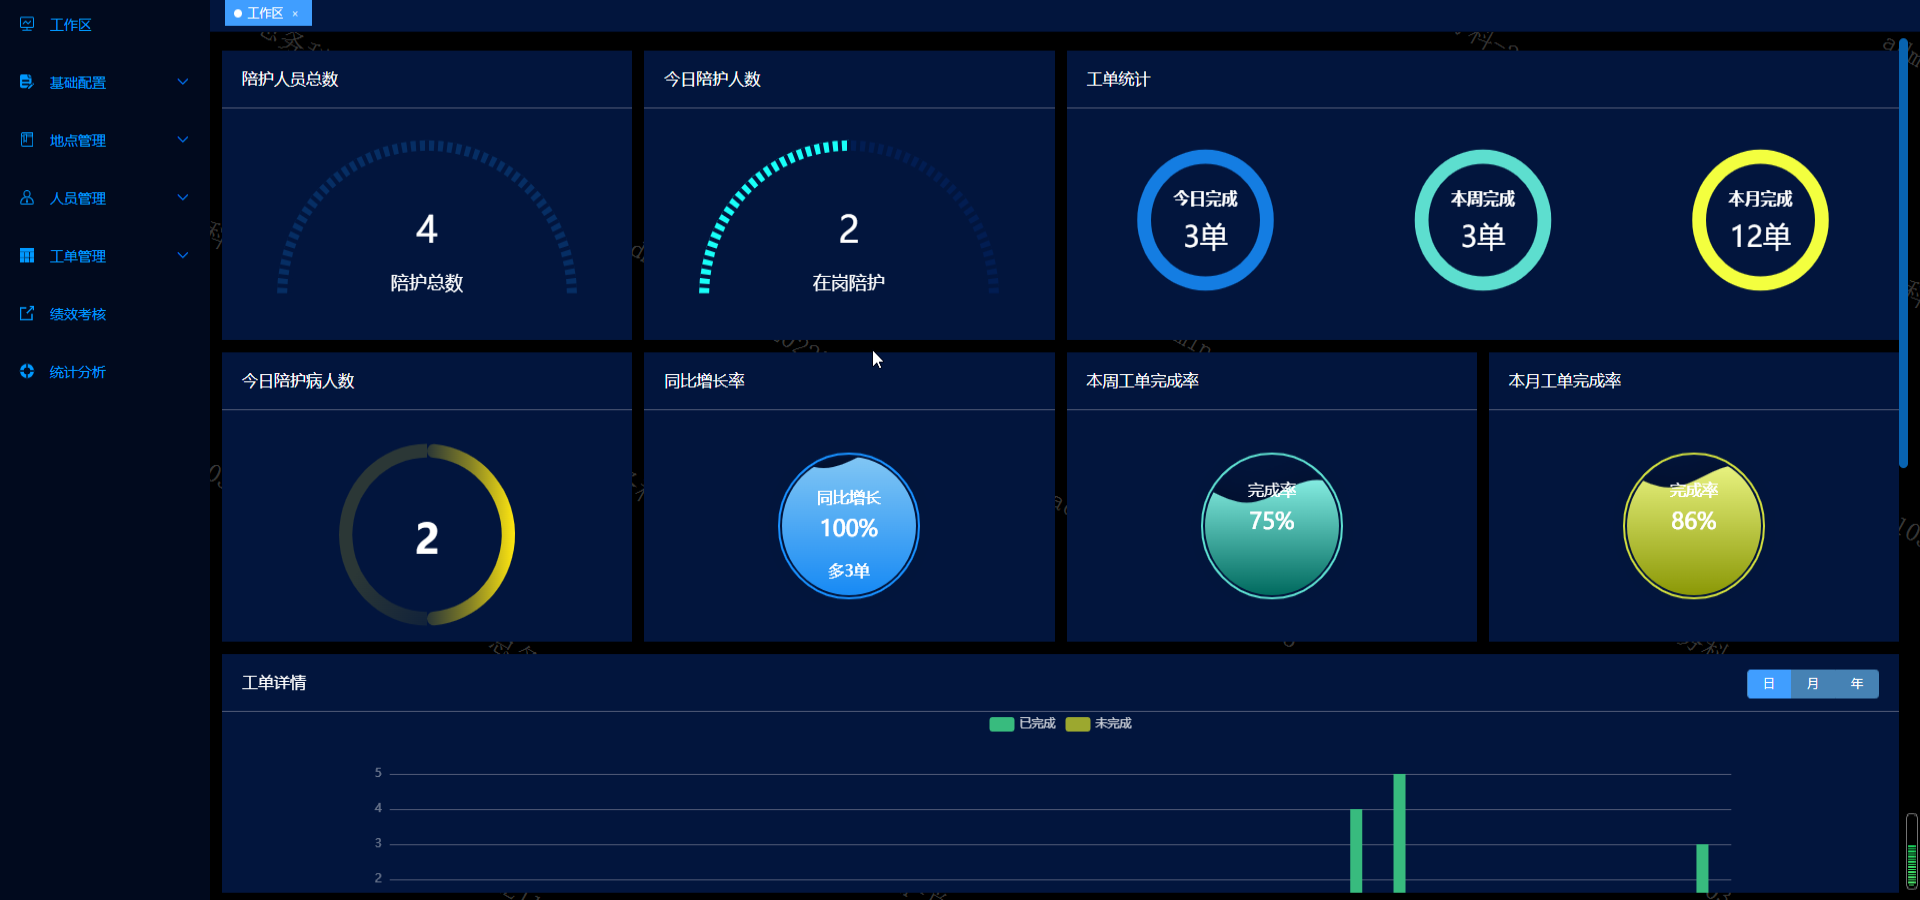 工作区
基础配置
地点管理
人员管理
工单管理
绩效考核
统计分析
工作区 ×
陪护人员总数
4
陪护总数
今日陪护人数
2
在岗陪护
工单统计
今日完成
3单
本周完成
3单
本月完成
12单
今日陪护病人数
2
同比增长率
同比增长
100%
多3单
本周工单完成率
完成率
75%
本月工单完成率
完成率
86%
工单详情
日 月 年
已完成 未完成
5
4
3
2